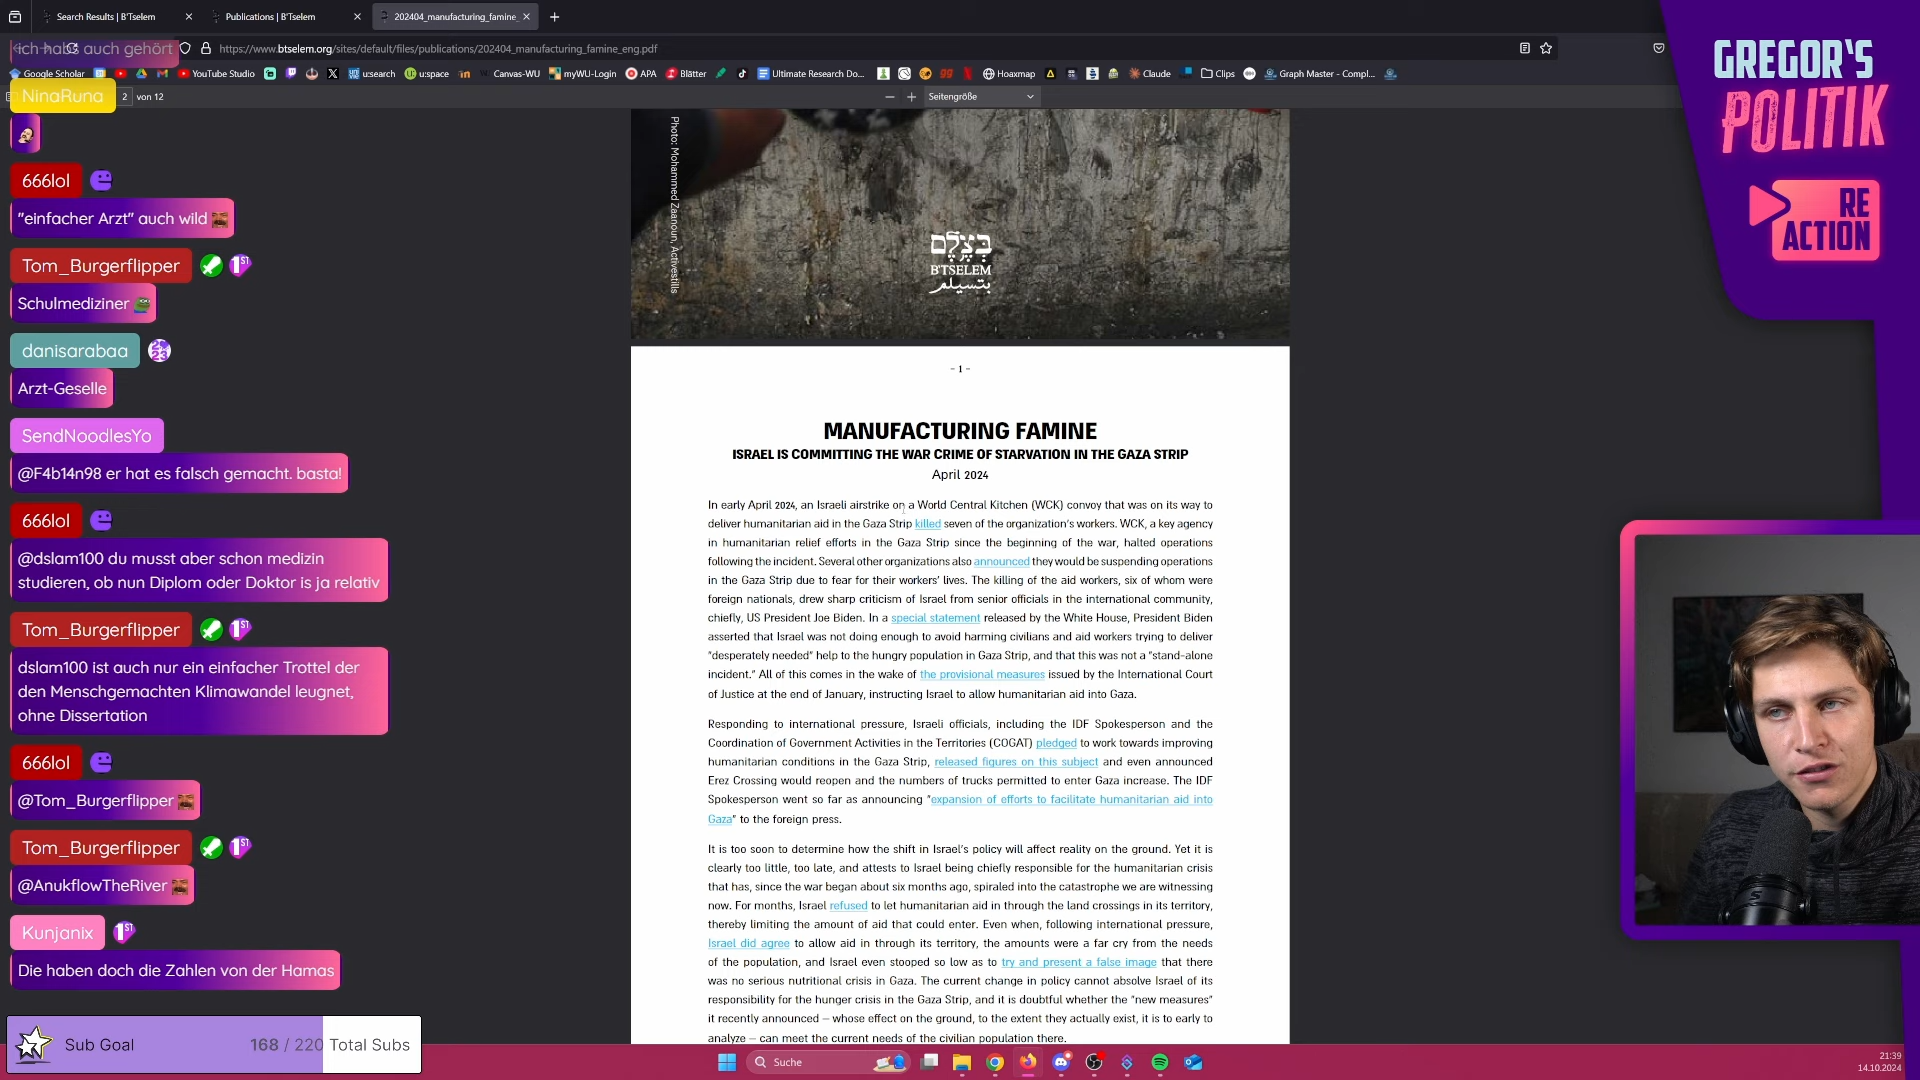 Search Results | B'Tselem
Publications | B'Tselem
202404_manufacturing_famine_
https://www.btselem.org/sites/default/files/publications/202404_manufacturing_famine_eng.pdf
Google Scholar
YouTube Studio
u:search
u:space
Canvas-WU
myWU-Login
APA
Blätter
Ultimate Research Do...
Hoaxmap
Claude
Clips
Graph Master - Compl...
2 von 12
Seitengröße
ich habs auch gehört
NinaRuna
666lol
"einfacher Arzt" auch wild
Tom_Burgerflipper
Schulmediziner
danisarabaa
Arzt-Geselle
SendNoodlesYo
@F4b14n98 er hat es falsch gemacht. basta!
666lol
@dslam100 du musst aber schon medizin
studieren, ob nun Diplom oder Doktor is ja relativ
Tom_Burgerflipper
dslam100 ist auch nur ein einfacher Trottel der
den Menschgemachten Klimawandel leugnet,
ohne Dissertation
666lol
@Tom_Burgerflipper
Tom_Burgerflipper
@AnukflowTheRiver
Kunjanix
Die haben doch die Zahlen von der Hamas
Sub Goal 168 / 220 Total Subs
Photo: Mohammed Zaanoun, Activestills
בְּצֶלֶם
B'TSELEM
بتسيلم
- 1 -
MANUFACTURING FAMINE
ISRAEL IS COMMITTING THE WAR CRIME OF STARVATION IN THE GAZA STRIP
April 2024
In early April 2024, an Israeli airstrike on a World Central Kitchen (WCK) convoy that was on its way to
deliver humanitarian aid in the Gaza Strip killed seven of the organization's workers. WCK, a key agency
in humanitarian relief efforts in the Gaza Strip since the beginning of the war, halted operations
following the incident. Several other organizations also announced they would be suspending operations
in the Gaza Strip due to fear for their workers' lives. The killing of the aid workers, six of whom were
foreign nationals, drew sharp criticism of Israel from senior officials in the international community,
chiefly, US President Joe Biden. In a special statement released by the White House, President Biden
asserted that Israel was not doing enough to avoid harming civilians and aid workers trying to deliver
"desperately needed" help to the hungry population in Gaza Strip, and that this was not a "stand-alone
incident." All of this comes in the wake of the provisional measures issued by the International Court
of Justice at the end of January, instructing Israel to allow humanitarian aid into Gaza.
Responding to international pressure, Israeli officials, including the IDF Spokesperson and the
Coordination of Government Activities in the Territories (COGAT) pledged to work towards improving
humanitarian conditions in the Gaza Strip, released figures on this subject and even announced
Erez Crossing would reopen and the numbers of trucks permitted to enter Gaza increase. The IDF
Spokesperson went so far as announcing "expansion of efforts to facilitate humanitarian aid into
Gaza" to the foreign press.
It is too soon to determine how the shift in Israel's policy will affect reality on the ground. Yet it is
clearly too little, too late, and attests to Israel being chiefly responsible for the humanitarian crisis
that has, since the war began about six months ago, spiraled into the catastrophe we are witnessing
now. For months, Israel refused to let humanitarian aid in through the land crossings in its territory,
thereby limiting the amount of aid that could enter. Even when, following international pressure,
Israel did agree to allow aid in through its territory, the amounts were a far cry from the needs
of the population, and Israel even stooped so low as to try and present a false image that there
was no serious nutritional crisis in Gaza. The current change in policy cannot absolve Israel of its
responsibility for the hunger crisis in the Gaza Strip, and it is doubtful whether the "new measures"
it recently announced – whose effect on the ground, to the extent they actually exist, it is to early to
analyze – can meet the current needs of the civilian population there.
GREGOR'S
POLITIK
RE
ACTION
Suche
21:39
14.10.2024